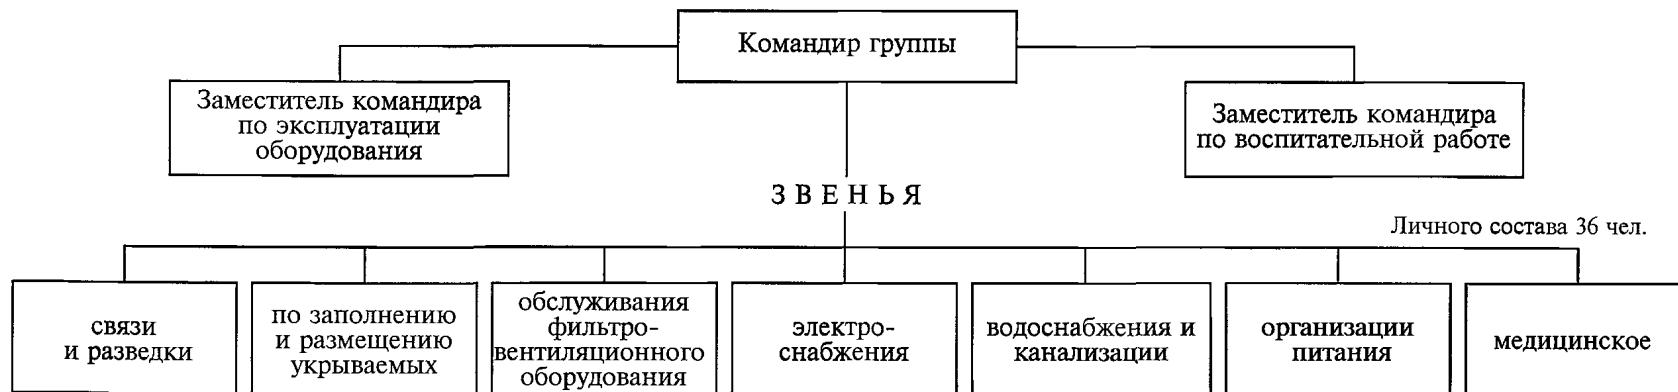 Командир группы
Заместитель командира
по эксплуатации
оборудования
Заместитель командира
по воспитательной работе
З В Е Н Ь Я
Личного состава 36 чел.
связи
и разведки
по заполнению
и размещению
укрываемых
обслуживания
фильтро-
вентиляционного
оборудования
электро-
снабжения
водоснабжения и
канализации
организации
питания
медицинское